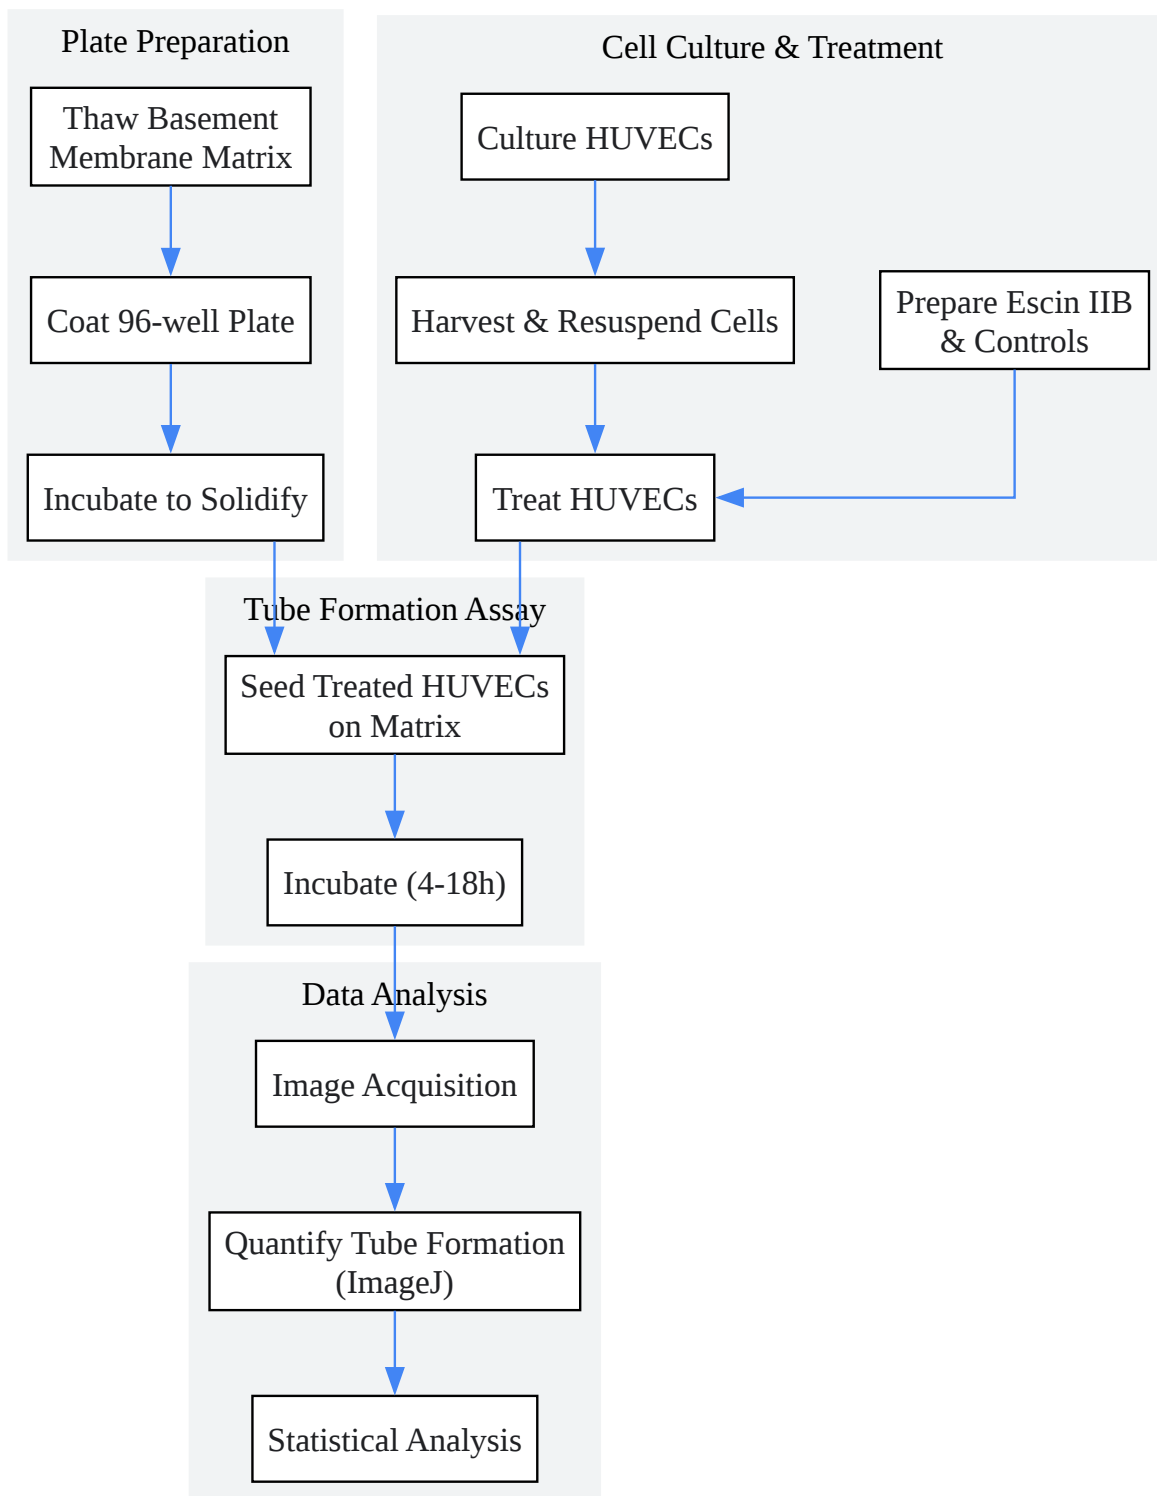 Plate Preparation
Thaw Basement
Membrane Matrix
Coat 96-well Plate
Incubate to Solidify
Cell Culture & Treatment
Culture HUVECs
Harvest & Resuspend Cells
Prepare Escin IIB
& Controls
Treat HUVECs
Tube Formation Assay
Seed Treated HUVECs
on Matrix
Incubate (4-18h)
Data Analysis
Image Acquisition
Quantify Tube Formation
(ImageJ)
Statistical Analysis